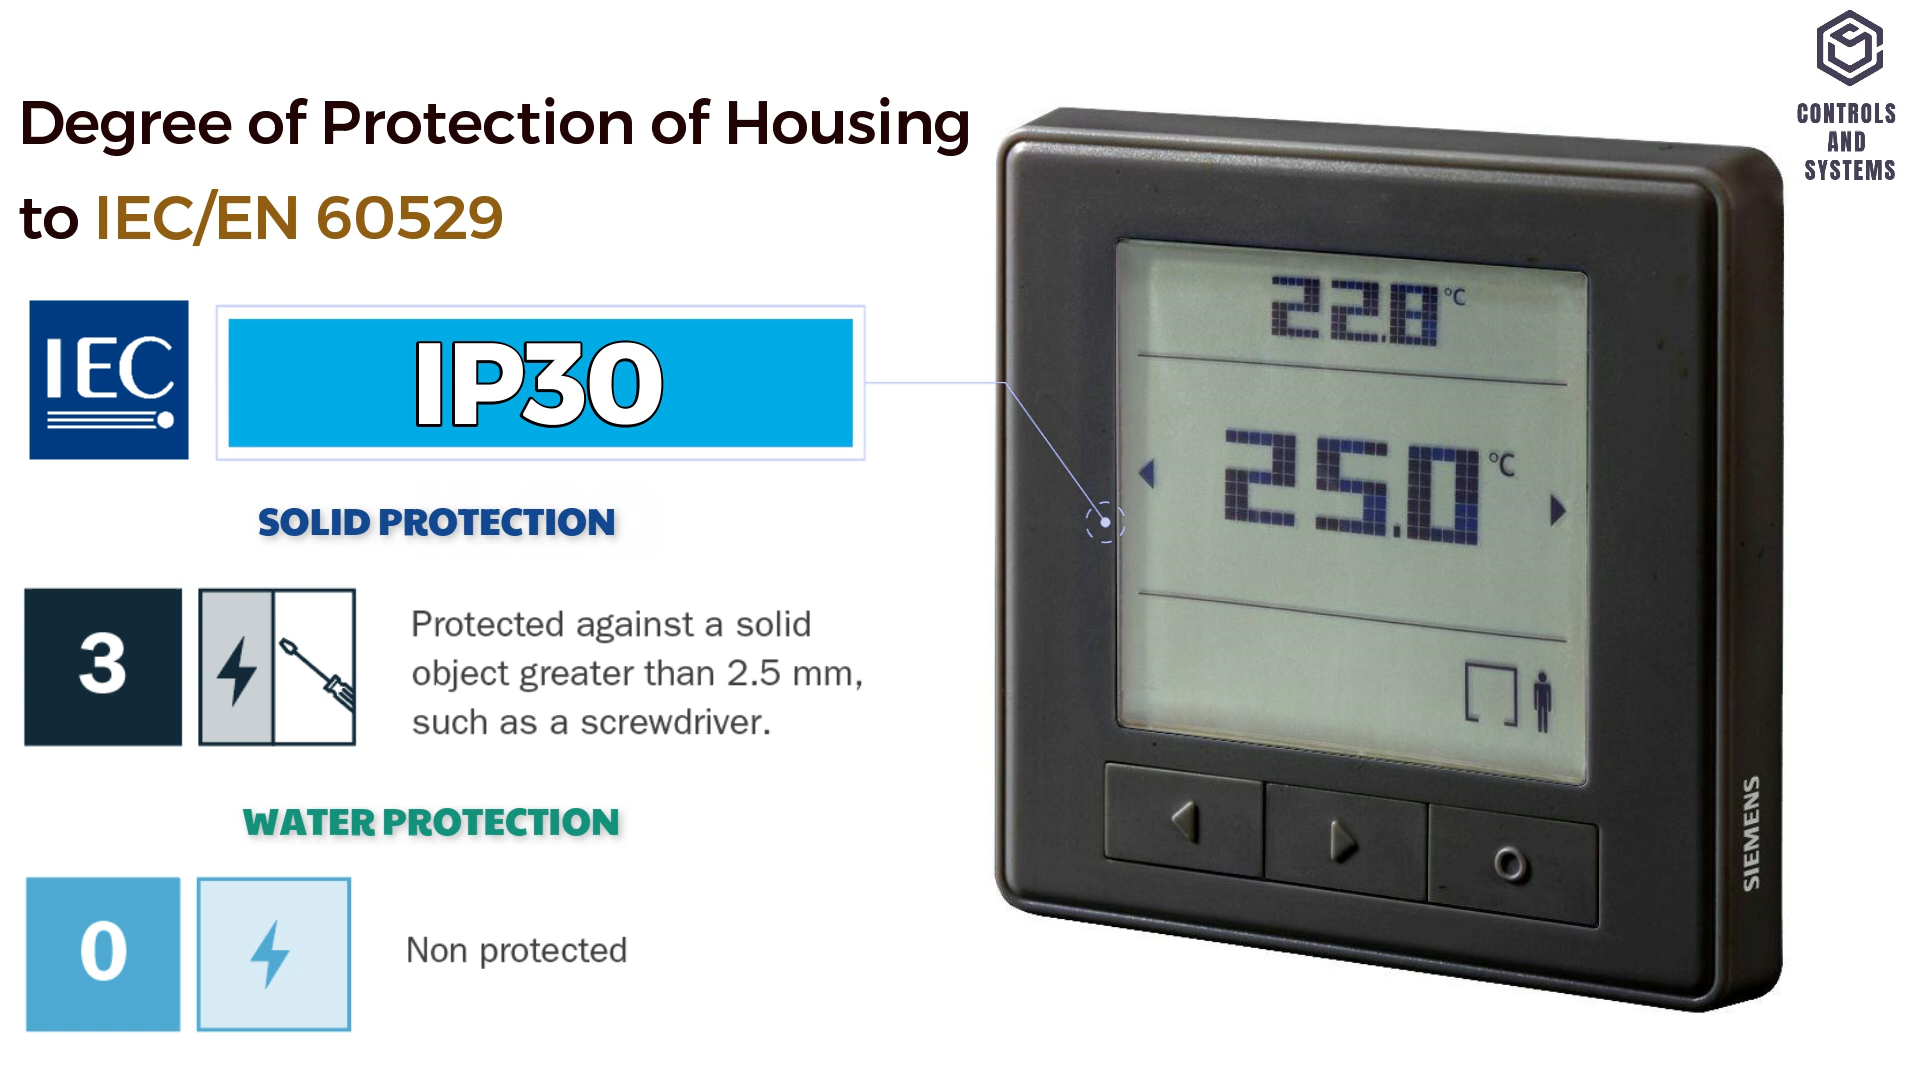 CONTROLS
AND
SYSTEMS
Degree of Protection of Housing
to IEC/EN 60529
IEC
IP30
SOLID PROTECTION
3
Protected against a solid
object greater than 2.5 mm,
such as a screwdriver.
WATER PROTECTION
0
Non protected
22.8 °C
25.0 °C
SIEMENS